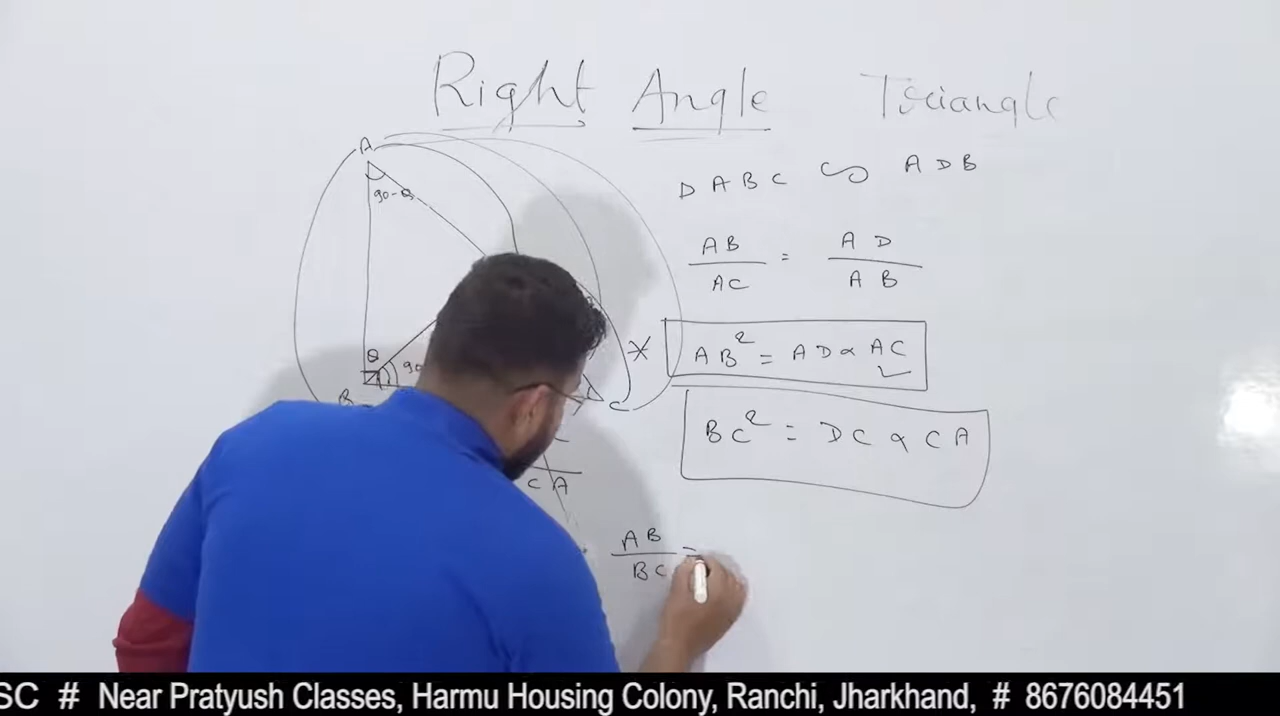 Right Angle Triangle
A
90-θ
D A B C ∽ A D B
AB/AC = AD/AB
* AB² = AD × AC
BC² = DC × CA
θ
90
B
C
CA
AB/BC =
SC # Near Pratyush Classes, Harmu Housing Colony, Ranchi, Jharkhand, # 8676084451